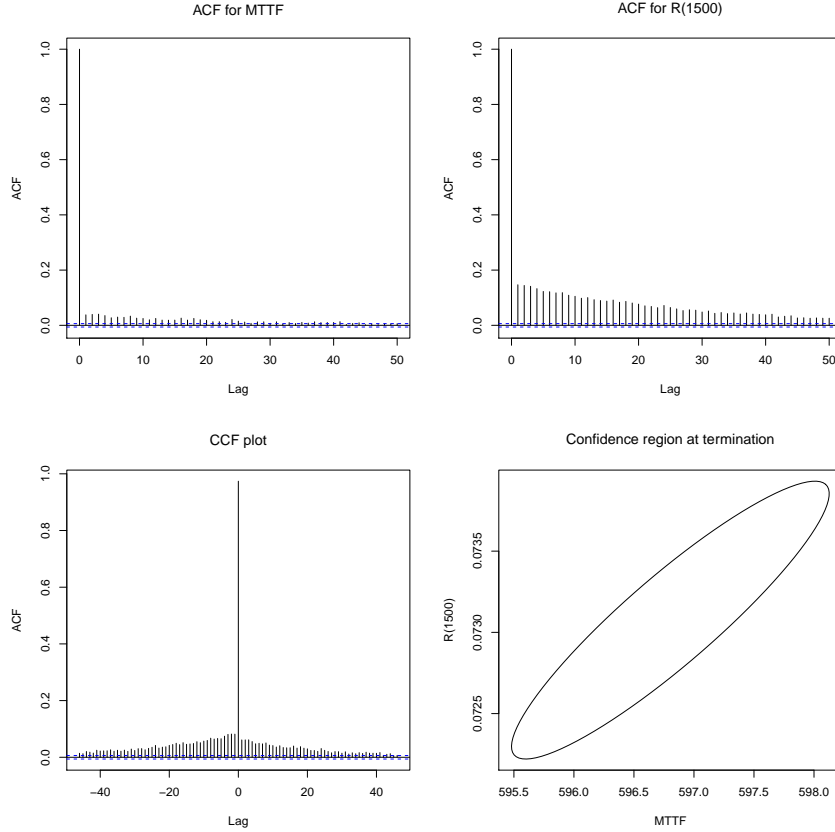 ACF for MTTF
1.0
0.8
0.6
0.4
0.2
0.0
ACF
0 10 20 30 40 50
Lag
ACF for R(1500)
1.0
0.8
0.6
0.4
0.2
0.0
ACF
0 10 20 30 40 50
Lag
CCF plot
1.0
0.8
0.6
0.4
0.2
0.0
ACF
−40 −20 0 20 40
Lag
Confidence region at termination
0.0735
0.0730
0.0725
R(1500)
595.5 596.0 596.5 597.0 597.5 598.0
MTTF